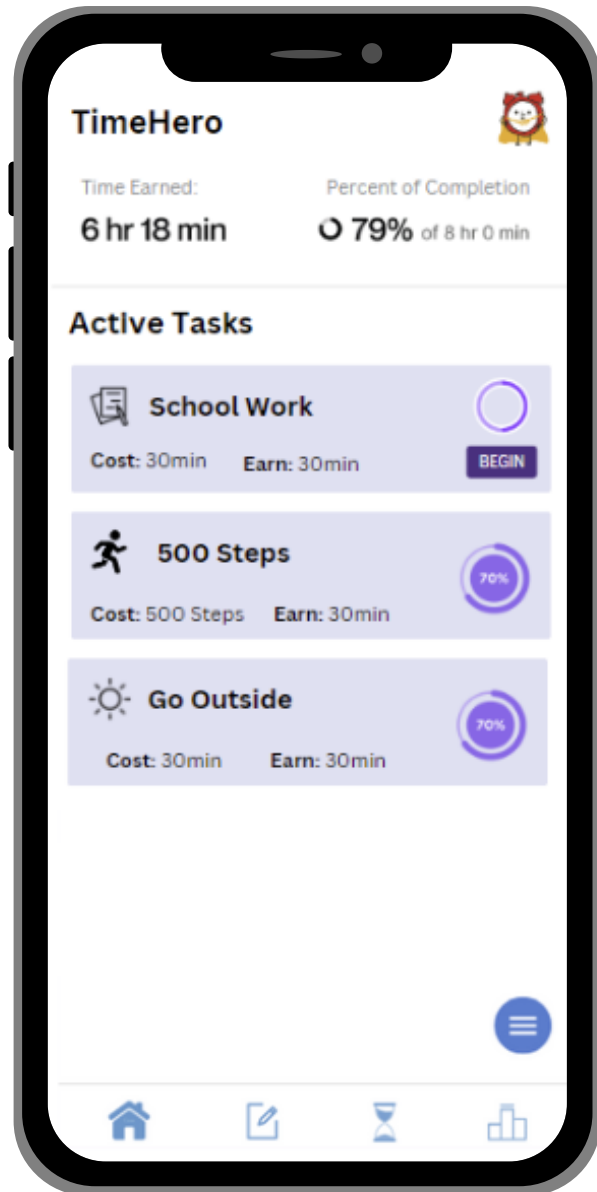 TimeHero
Time Earned: Percent of Completion
6 hr 18 min 79% of 8 hr 0 min
Active Tasks
School Work
Cost: 30min Earn: 30min BEGIN
500 Steps
70%
Cost: 500 Steps Earn: 30min
Go Outside
70%
Cost: 30min Earn: 30min